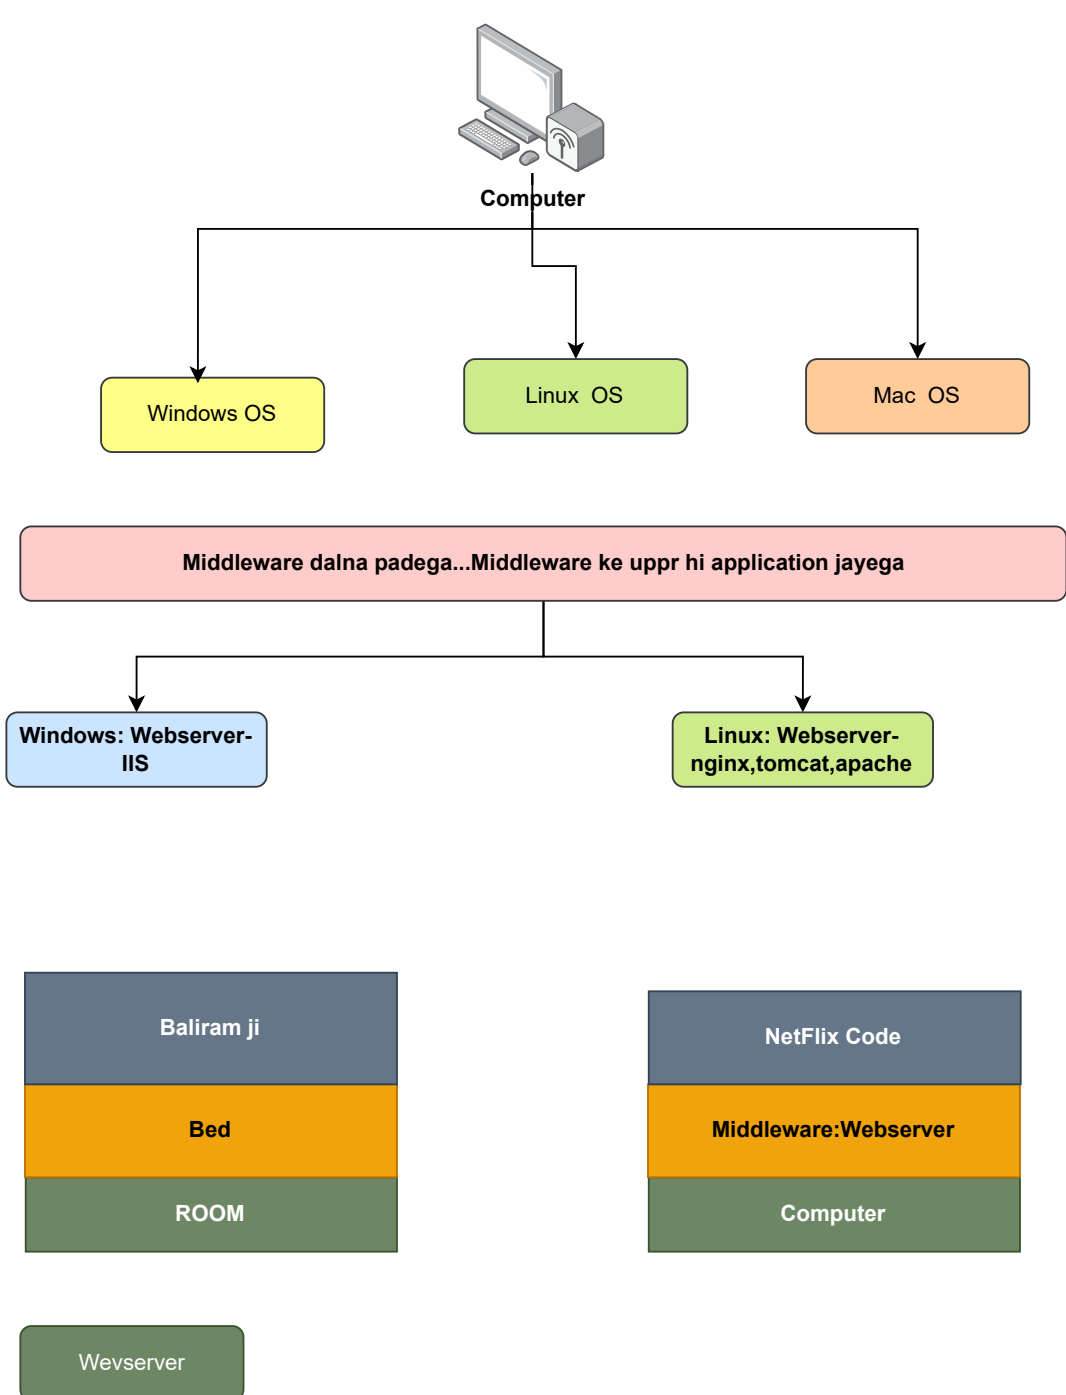 Computer
Windows OS
Linux  OS
Mac  OS
Middleware dalna padega...Middleware ke uppr hi application jayega
Windows: Webserver-
IIS
Linux: Webserver-
nginx,tomcat,apache
Baliram ji
Bed
ROOM
NetFlix Code
Middleware:Webserver
Computer
Wevserver